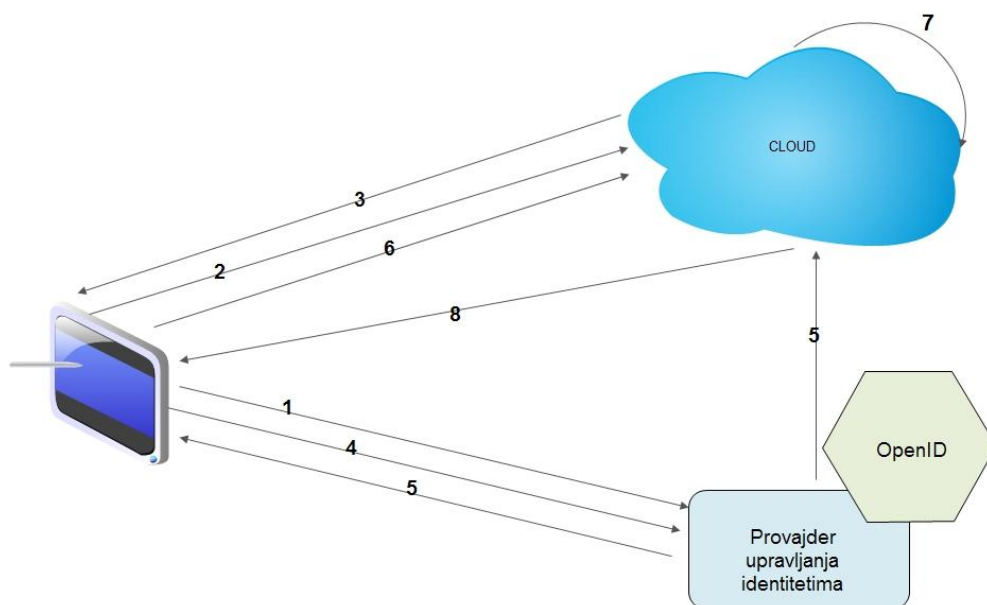 7
CLOUD
3
2
6
8
5
1
4
5
OpenID
Provajder
upravljanja
identitetima